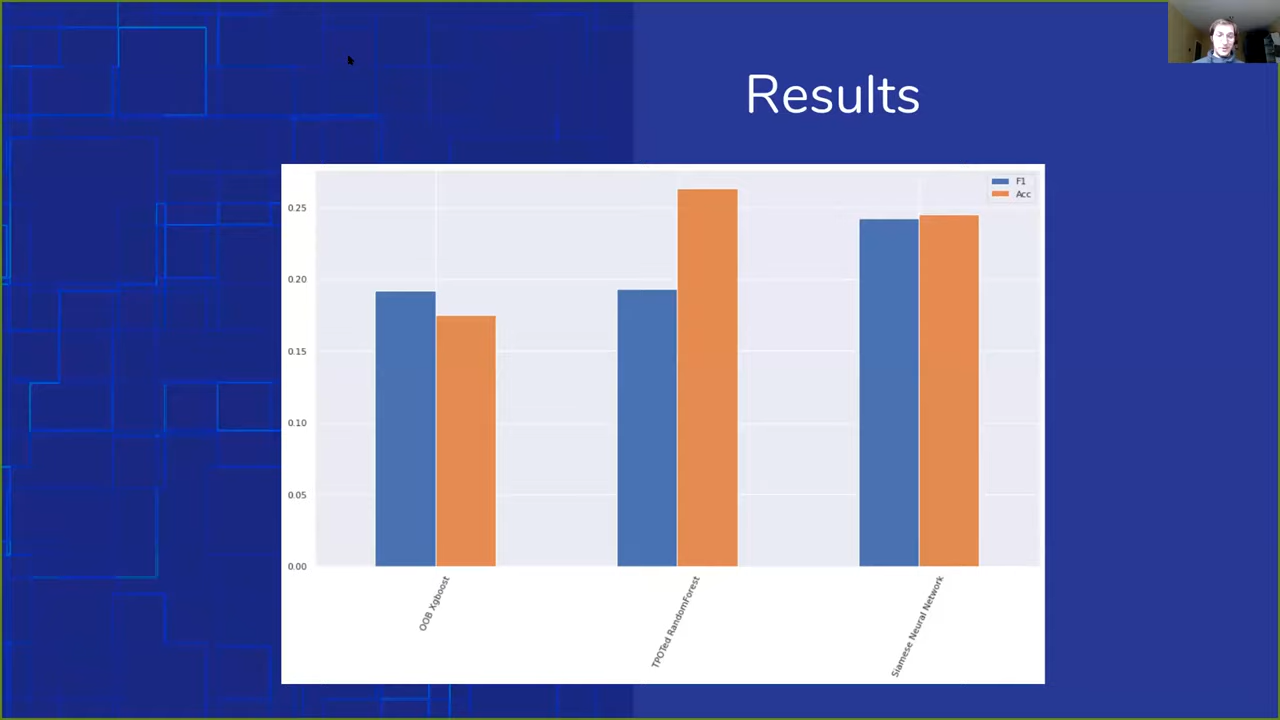 Results
F1
Acc
0.25
0.20
0.15
0.10
0.05
0.00
OOB Xgboost
TPOTed RandomForest
Siamese Neural Network